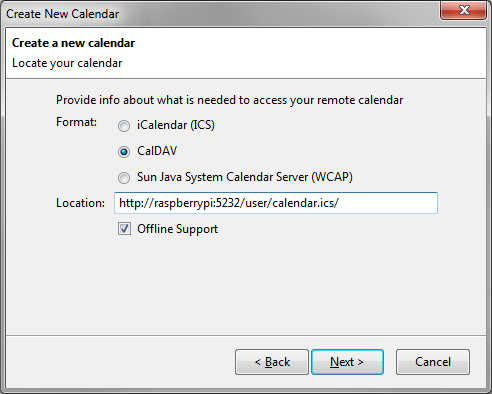 Create New Calendar
Create a new calendar
Locate your calendar
Provide info about what is needed to access your remote calendar
Format:
iCalendar (ICS)
CalDAV
Sun Java System Calendar Server (WCAP)
Location: http://raspberrypi:5232/user/calendar.ics/
Offline Support
< Back Next > Cancel